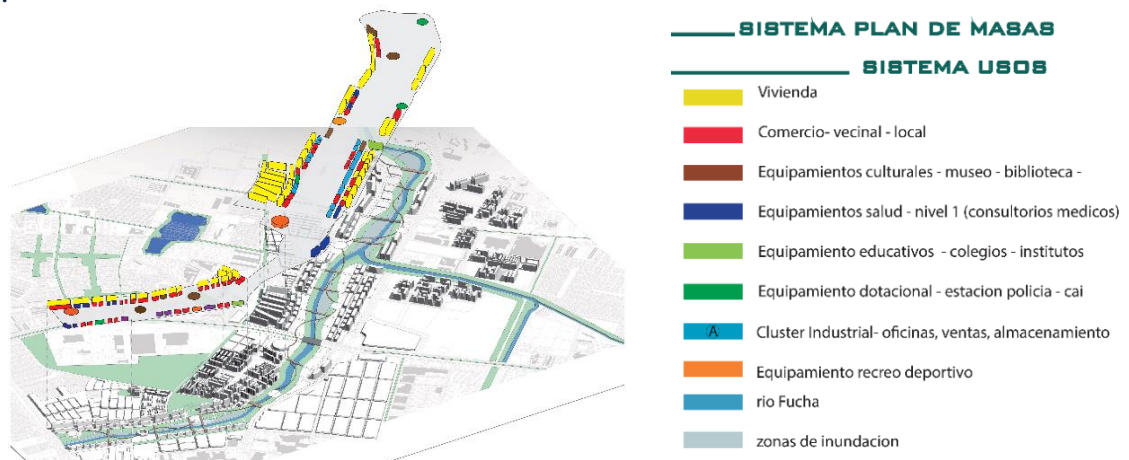 SISTEMA PLAN DE MASAS
SISTEMA USOS
Vivienda
Comercio- vecinal - local
Equipamientos culturales - museo - biblioteca -
Equipamientos salud - nivel 1 (consultorios medicos)
Equipamiento educativos - colegios - institutos
Equipamiento dotacional - estacion policia - cai
A Cluster Industrial- oficinas, ventas, almacenamiento
Equipamiento recreo deportivo
rio Fucha
zonas de inundacion